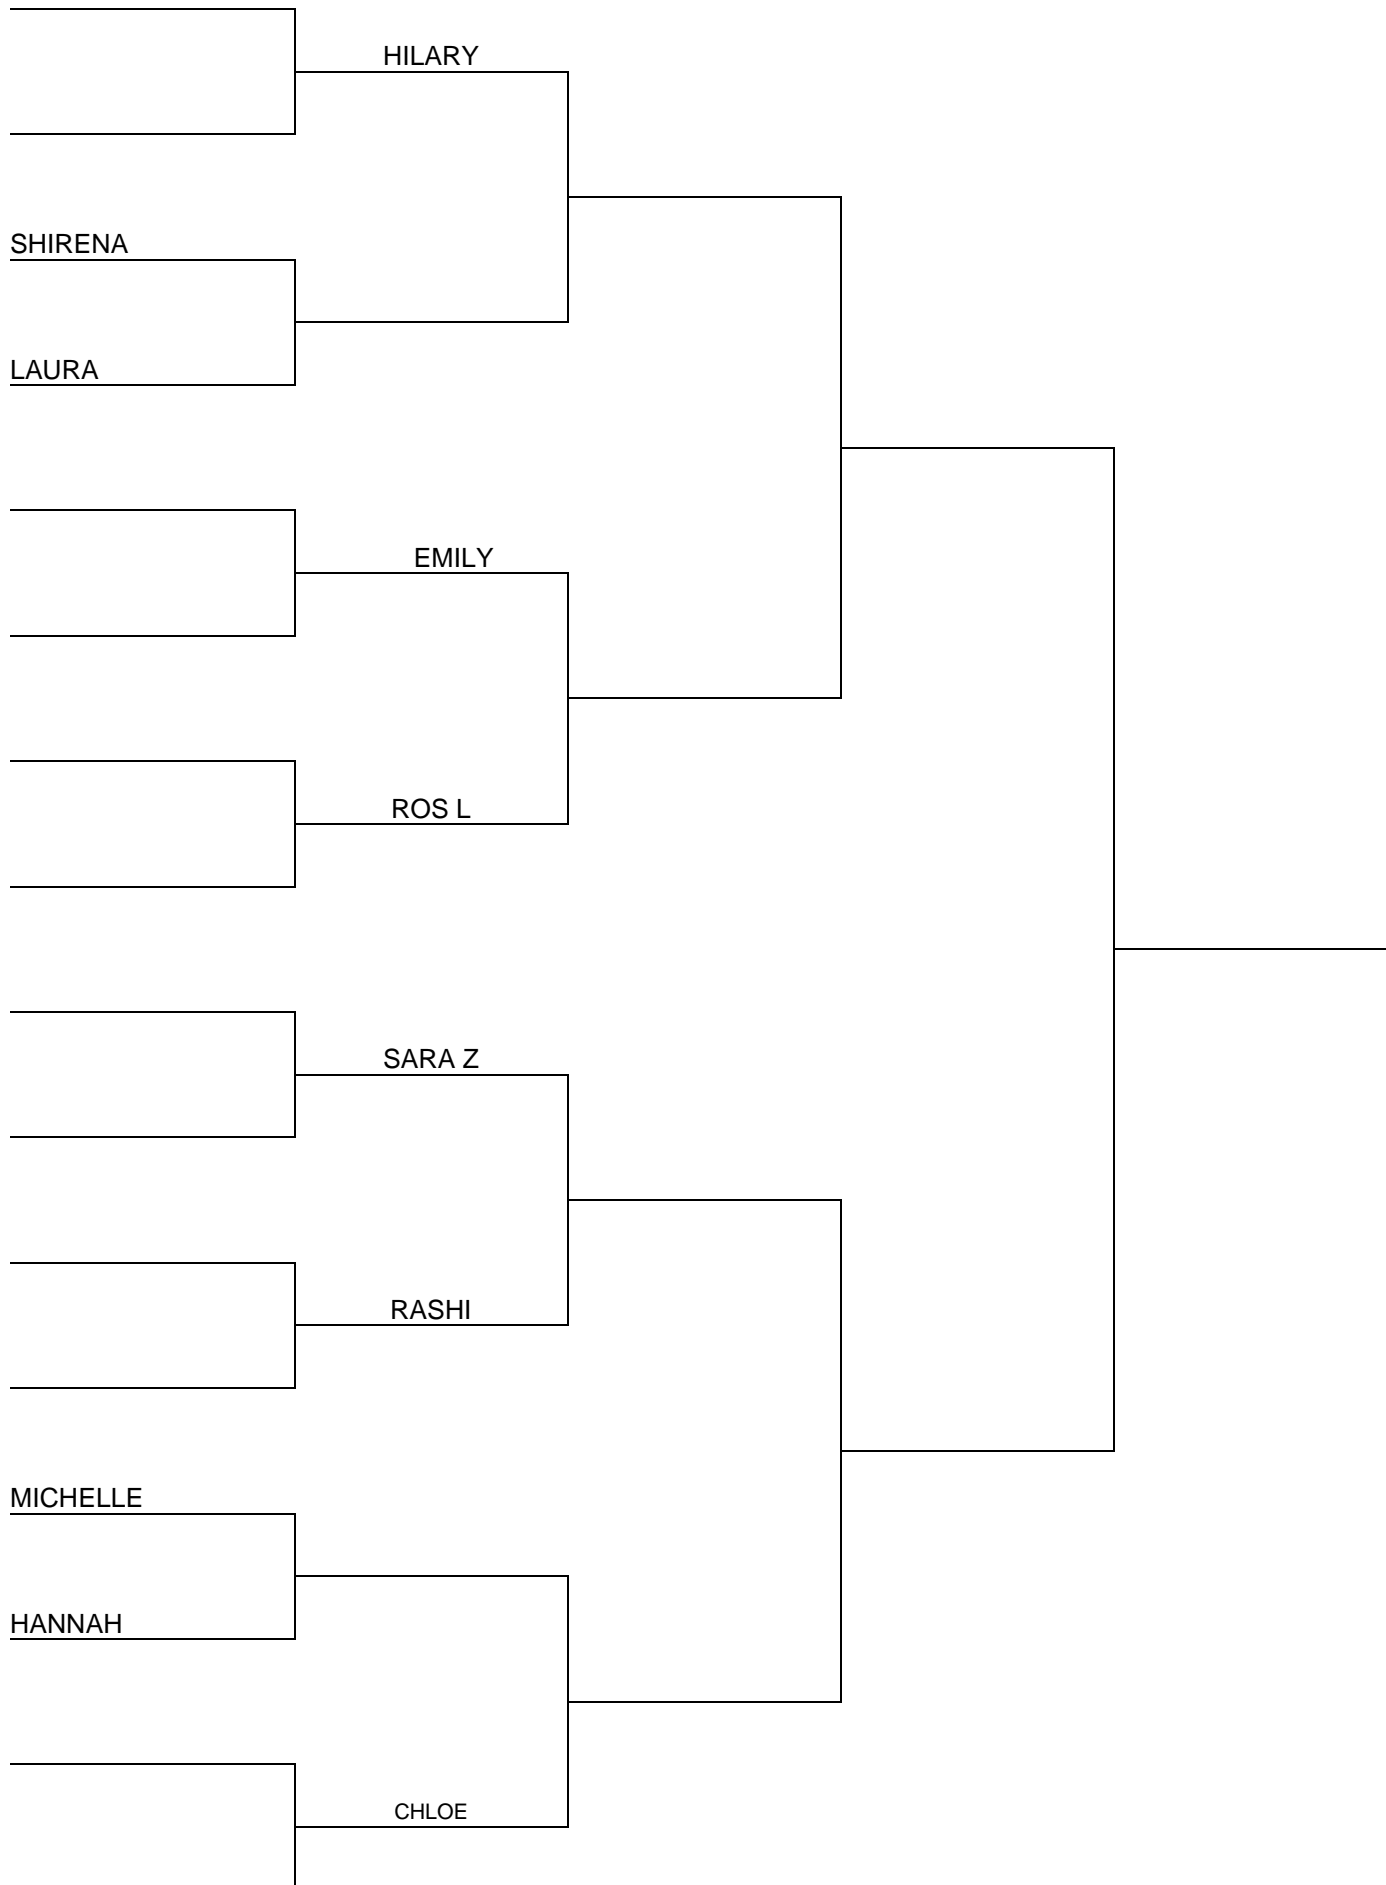 HILARY
SHIRENA
LAURA
EMILY
ROS L
SARA Z
RASHI
MICHELLE
HANNAH
CHLOE